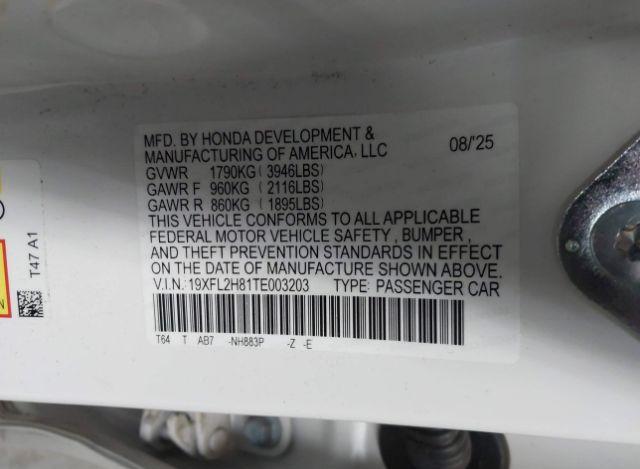 MFD. BY HONDA DEVELOPMENT &
MANUFACTURING OF AMERICA, LLC 08/'25
GVWR 1790KG ( 3946LBS)
GAWR F 960KG ( 2116LBS)
GAWR R 860KG ( 1895LBS)
THIS VEHICLE CONFORMS TO ALL APPLICABLE
FEDERAL MOTOR VEHICLE SAFETY , BUMPER ,
AND THEFT PREVENTION STANDARDS IN EFFECT
ON THE DATE OF MANUFACTURE SHOWN ABOVE.
V.I.N.: 19XFL2H81TE003203 TYPE: PASSENGER CAR
T64 T AB7 -NH883P -Z -E
T47 A1